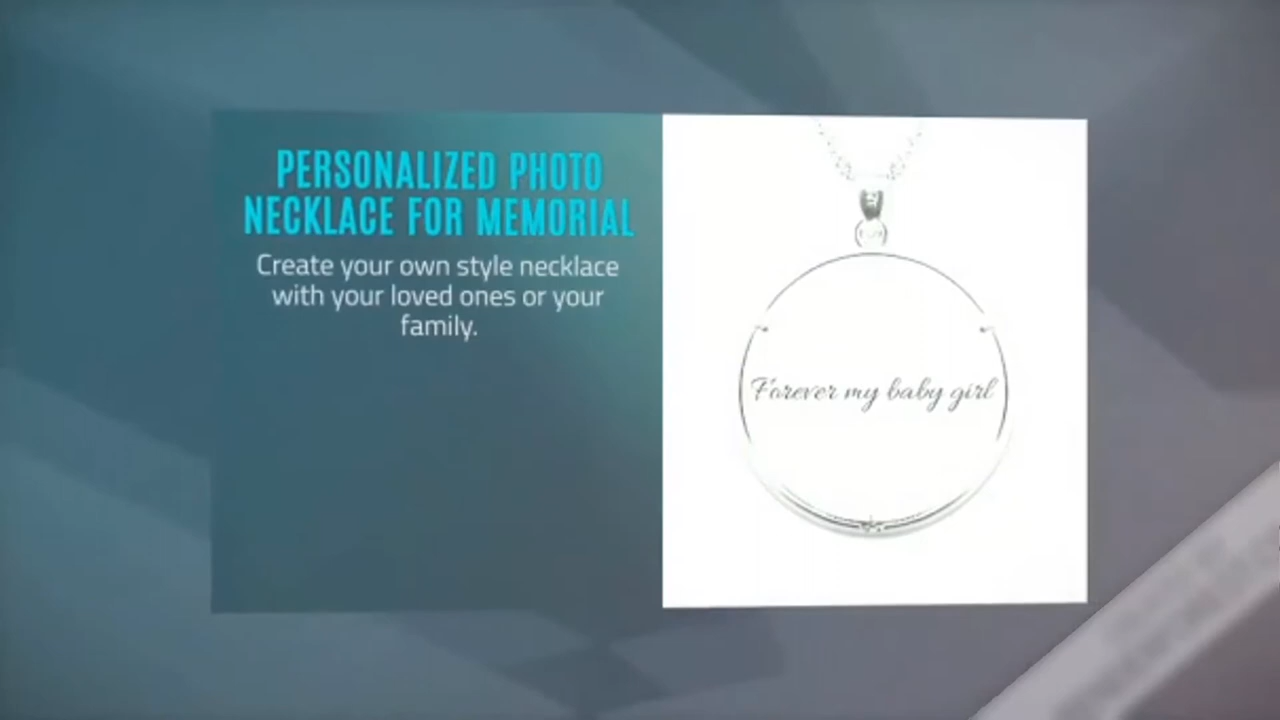 PERSONALIZED PHOTO
NECKLACE FOR MEMORIAL
Create your own style necklace
with your loved ones or your
family.
Forever my baby girl